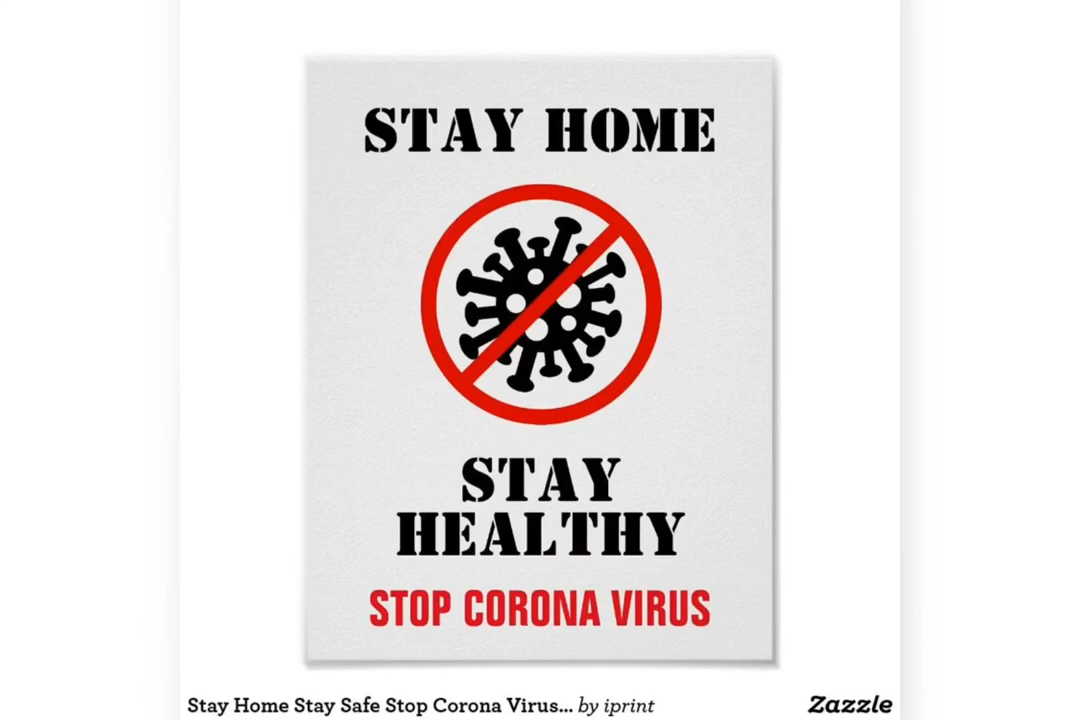 STAY HOME
STAY
HEALTHY
STOP CORONA VIRUS
Stay Home Stay Safe Stop Corona Virus... by iprint
Zazzle